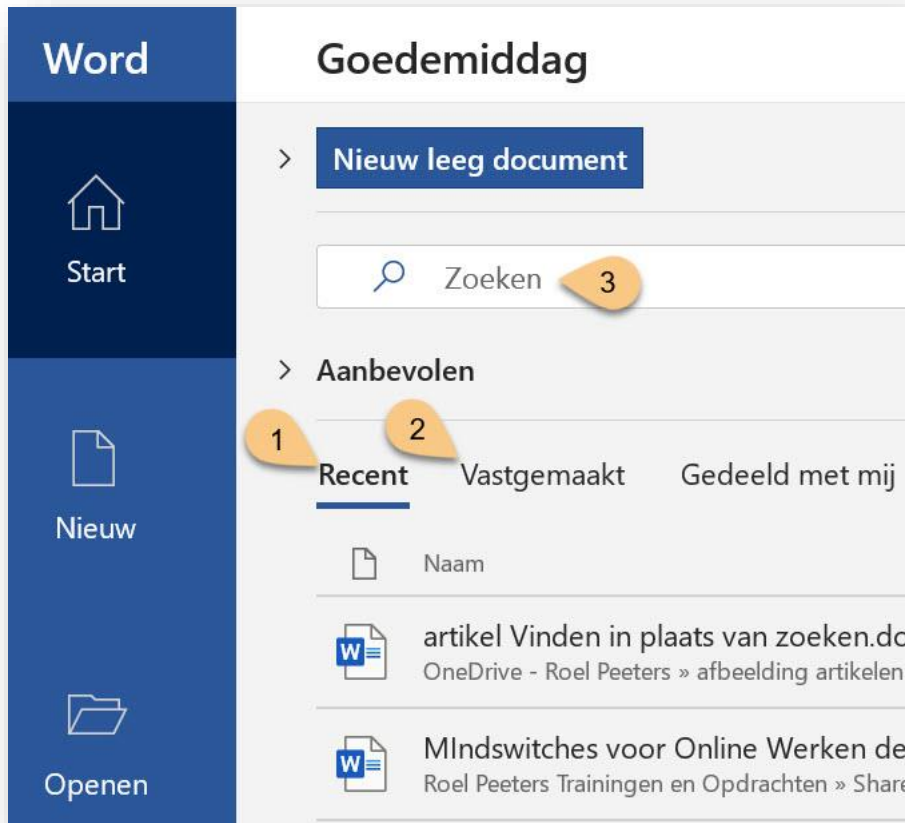 Word
Goedemiddag
Nieuw leeg document
Start
Zoeken
3
Aanbevolen
1
2
Recent Vastgemaakt Gedeeld met mij
Nieuw
Naam
artikel Vinden in plaats van zoeken.do
OneDrive - Roel Peeters » afbeelding artikelen
MIndswitches voor Online Werken de
Roel Peeters Trainingen en Opdrachten » Share
Openen